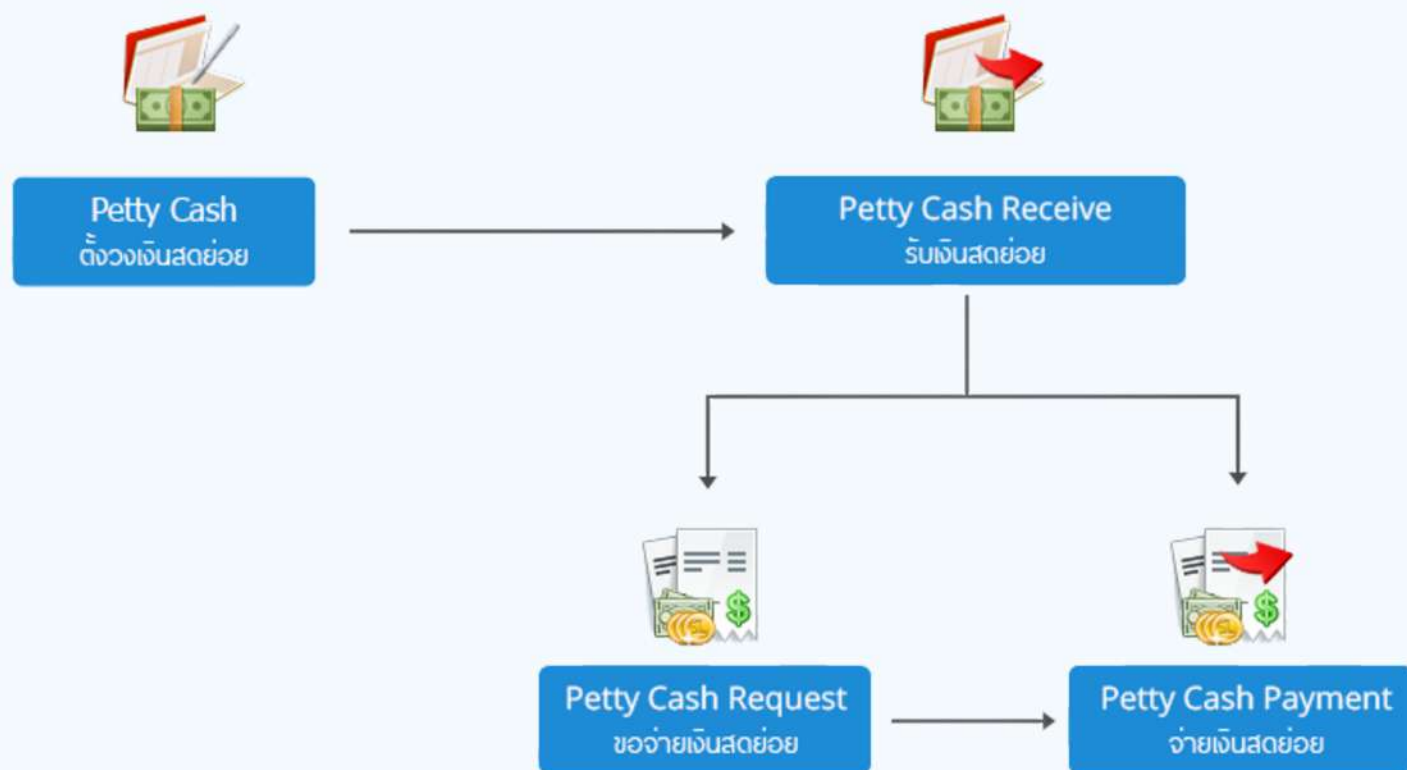 Petty Cash
ตั้งวงเงินสดย่อย
Petty Cash Receive
รับเงินสดย่อย
Petty Cash Request
ขอจ่ายเงินสดย่อย
Petty Cash Payment
จ่ายเงินสดย่อย